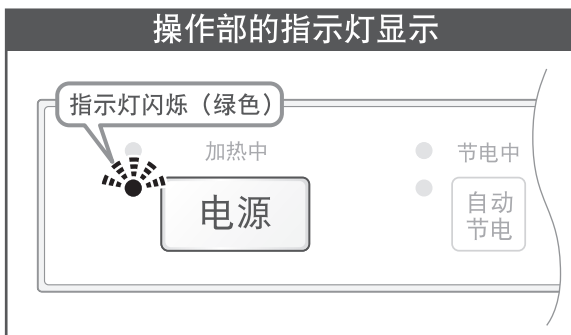 操作部的指示灯显示
指示灯闪烁（绿色）
加热中
节电中
电源
自动
节电